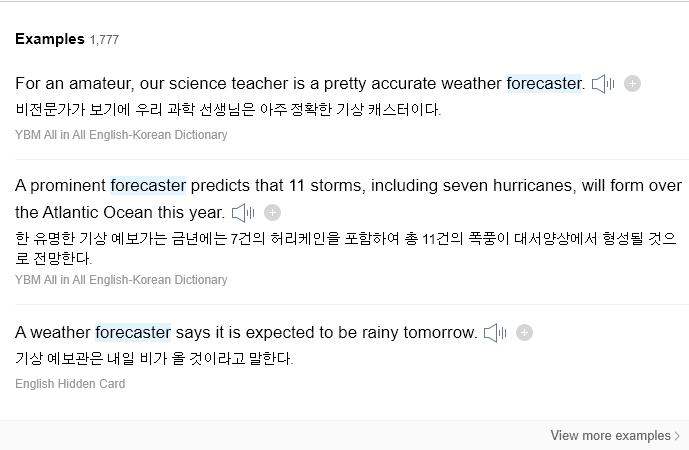 Examples 1,777
For an amateur, our science teacher is a pretty accurate weather forecaster.
비전문가가 보기에 우리 과학 선생님은 아주 정확한 기상 캐스터이다.
YBM All in All English-Korean Dictionary
A prominent forecaster predicts that 11 storms, including seven hurricanes, will form over
the Atlantic Ocean this year.
한 유명한 기상 예보가는 금년에는 7건의 허리케인을 포함하여 총 11건의 폭풍이 대서양상에서 형성될 것으
로 전망한다.
YBM All in All English-Korean Dictionary
A weather forecaster says it is expected to be rainy tomorrow.
기상 예보관은 내일 비가 올 것이라고 말한다.
English Hidden Card
View more examples